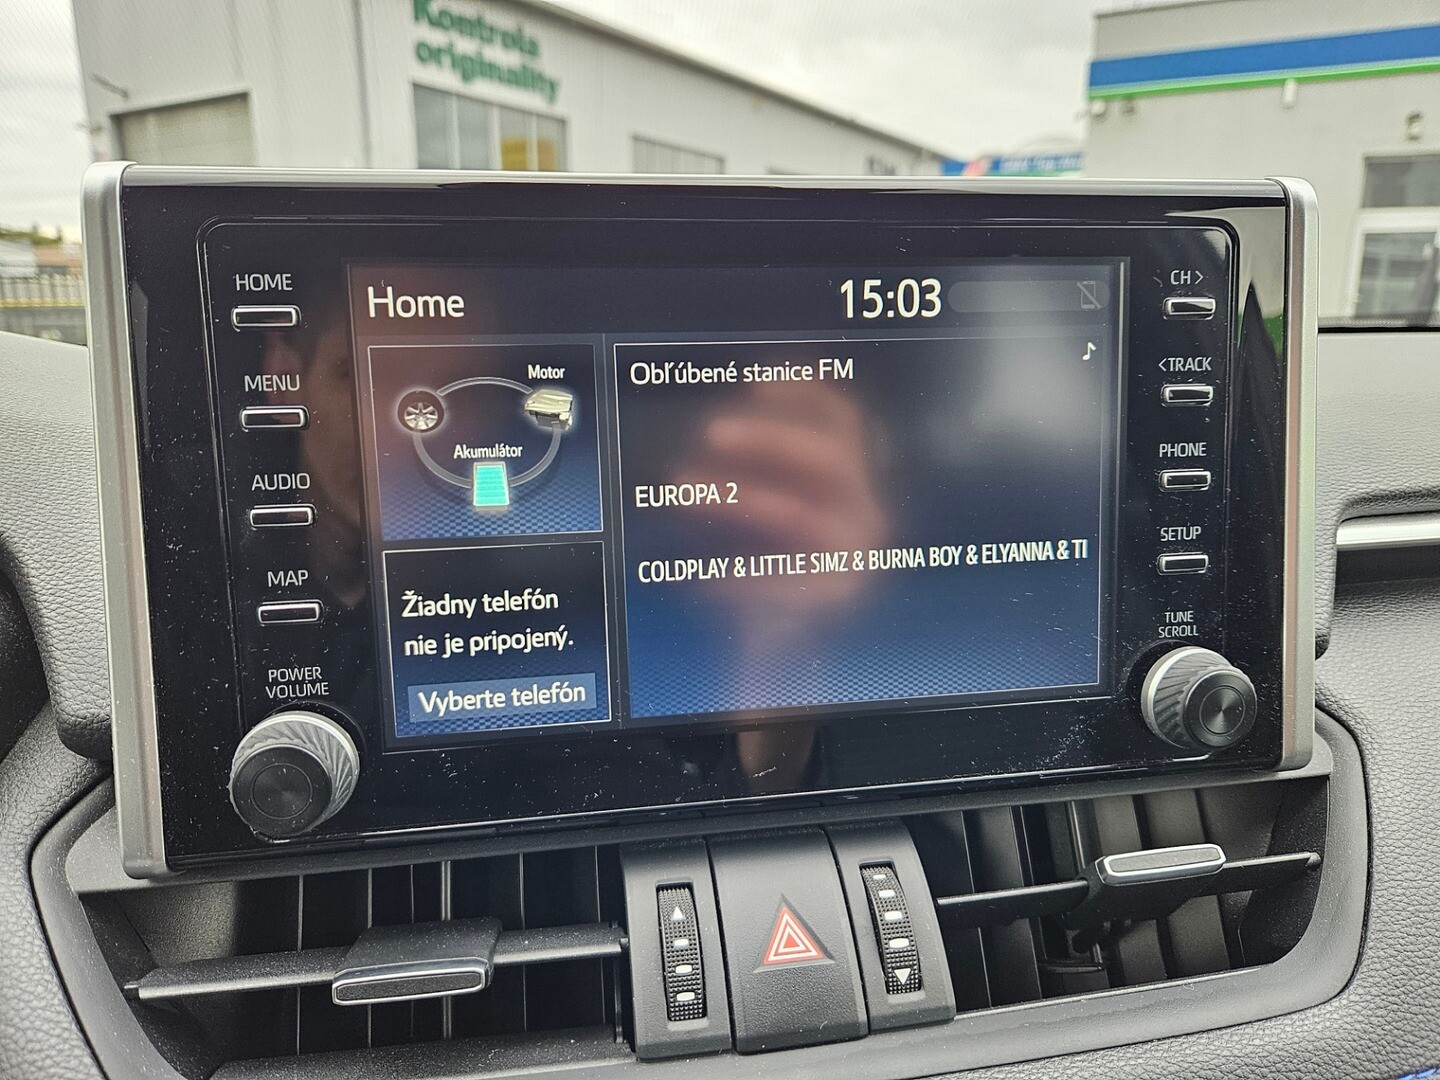 Kontrola
originality
HOME
MENU
AUDIO
MAP
POWER
VOLUME
Home
15:03
Motor
Akumulátor
Žiadny telefón
nie je pripojený.
Vyberte telefón
Obľúbené stanice FM
EUROPA 2
COLDPLAY & LITTLE SIMZ & BURNA BOY & ELYANNA & TI
CH >
< TRACK
PHONE
SETUP
TUNE
SCROLL